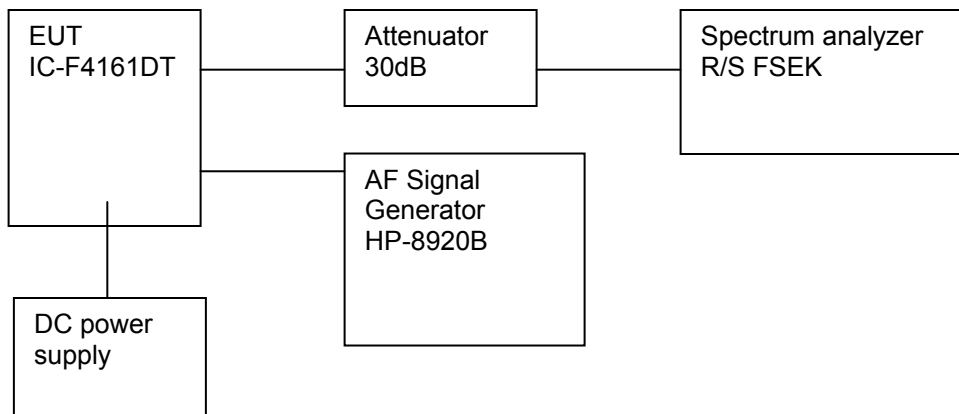 EUT
IC-F4161DT
Attenuator
30dB
Spectrum analyzer
R/S FSEK
AF Signal
Generator
HP-8920B
DC power
supply